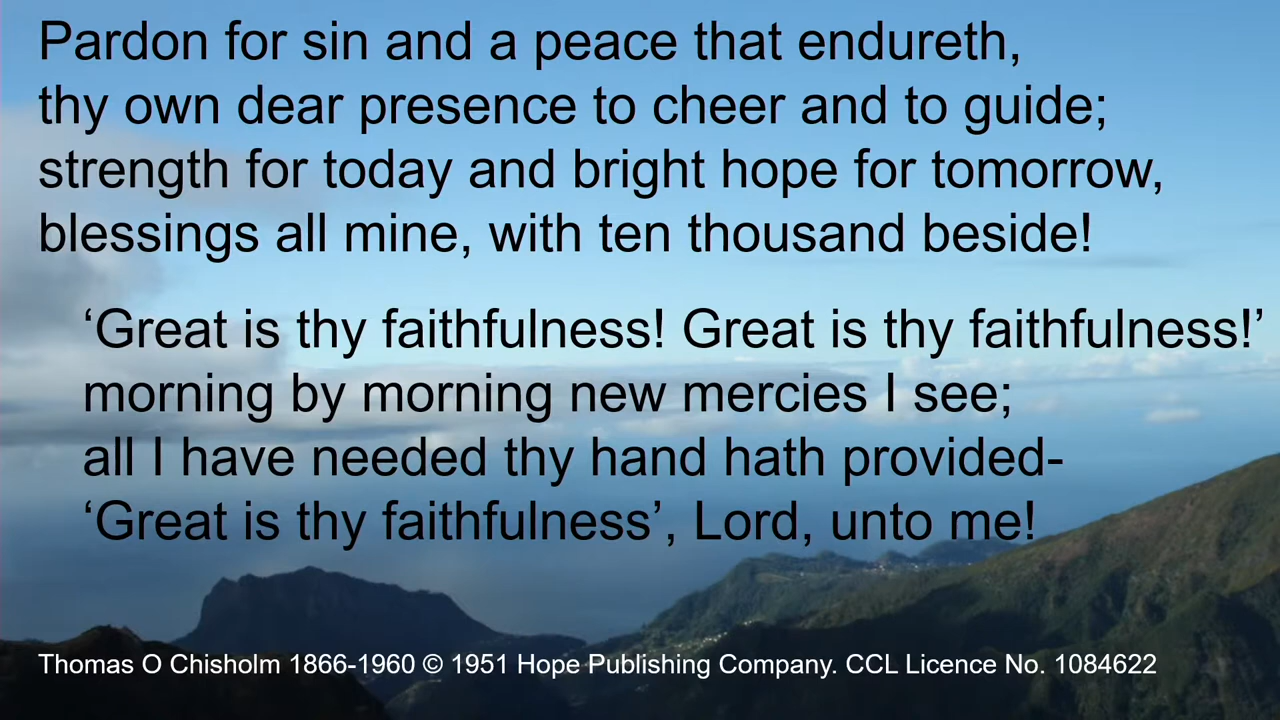 Pardon for sin and a peace that endureth,
thy own dear presence to cheer and to guide;
strength for today and bright hope for tomorrow,
blessings all mine, with ten thousand beside!
‘Great is thy faithfulness! Great is thy faithfulness!’
morning by morning new mercies I see;
all I have needed thy hand hath provided-
‘Great is thy faithfulness’, Lord, unto me!
Thomas O Chisholm 1866-1960 © 1951 Hope Publishing Company. CCL Licence No. 1084622